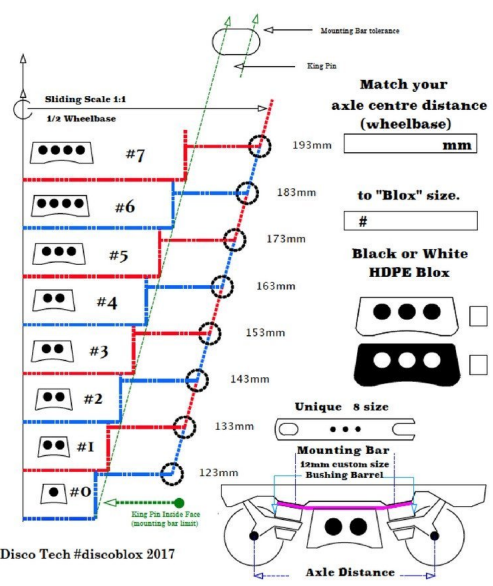 Mounting Bar tolerance
King Pin
Sliding Scale 1:1
1/2 Wheelbase
Match your
axle centre distance
(wheelbase)
mm
to "Blox" size.
#
Black or White
HDPE Blox
#7
193mm
#6
183mm
#5
173mm
#4
163mm
#3
153mm
#2
143mm
#1
133mm
#0
123mm
King Pin Inside Face
(mounting bar limit)
Unique 8 size
Mounting Bar
12mm custom size
Bushing Barrel
Axle Distance
Disco Tech #discoblox 2017